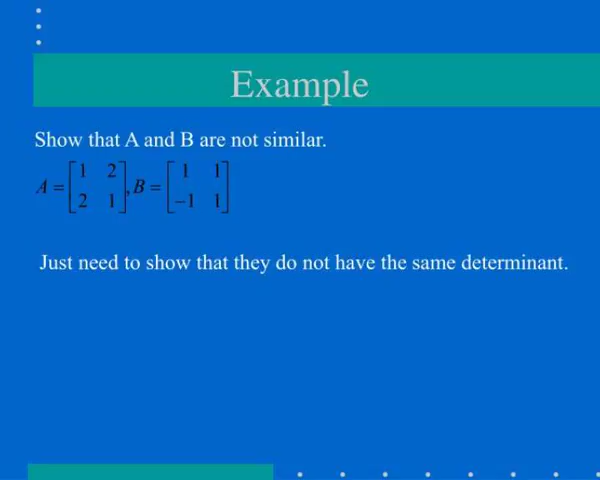 Example
Show that A and B are not similar.
A = [1 2; 2 1], B = [1 1; −1 1]
Just need to show that they do not have the same determinant.